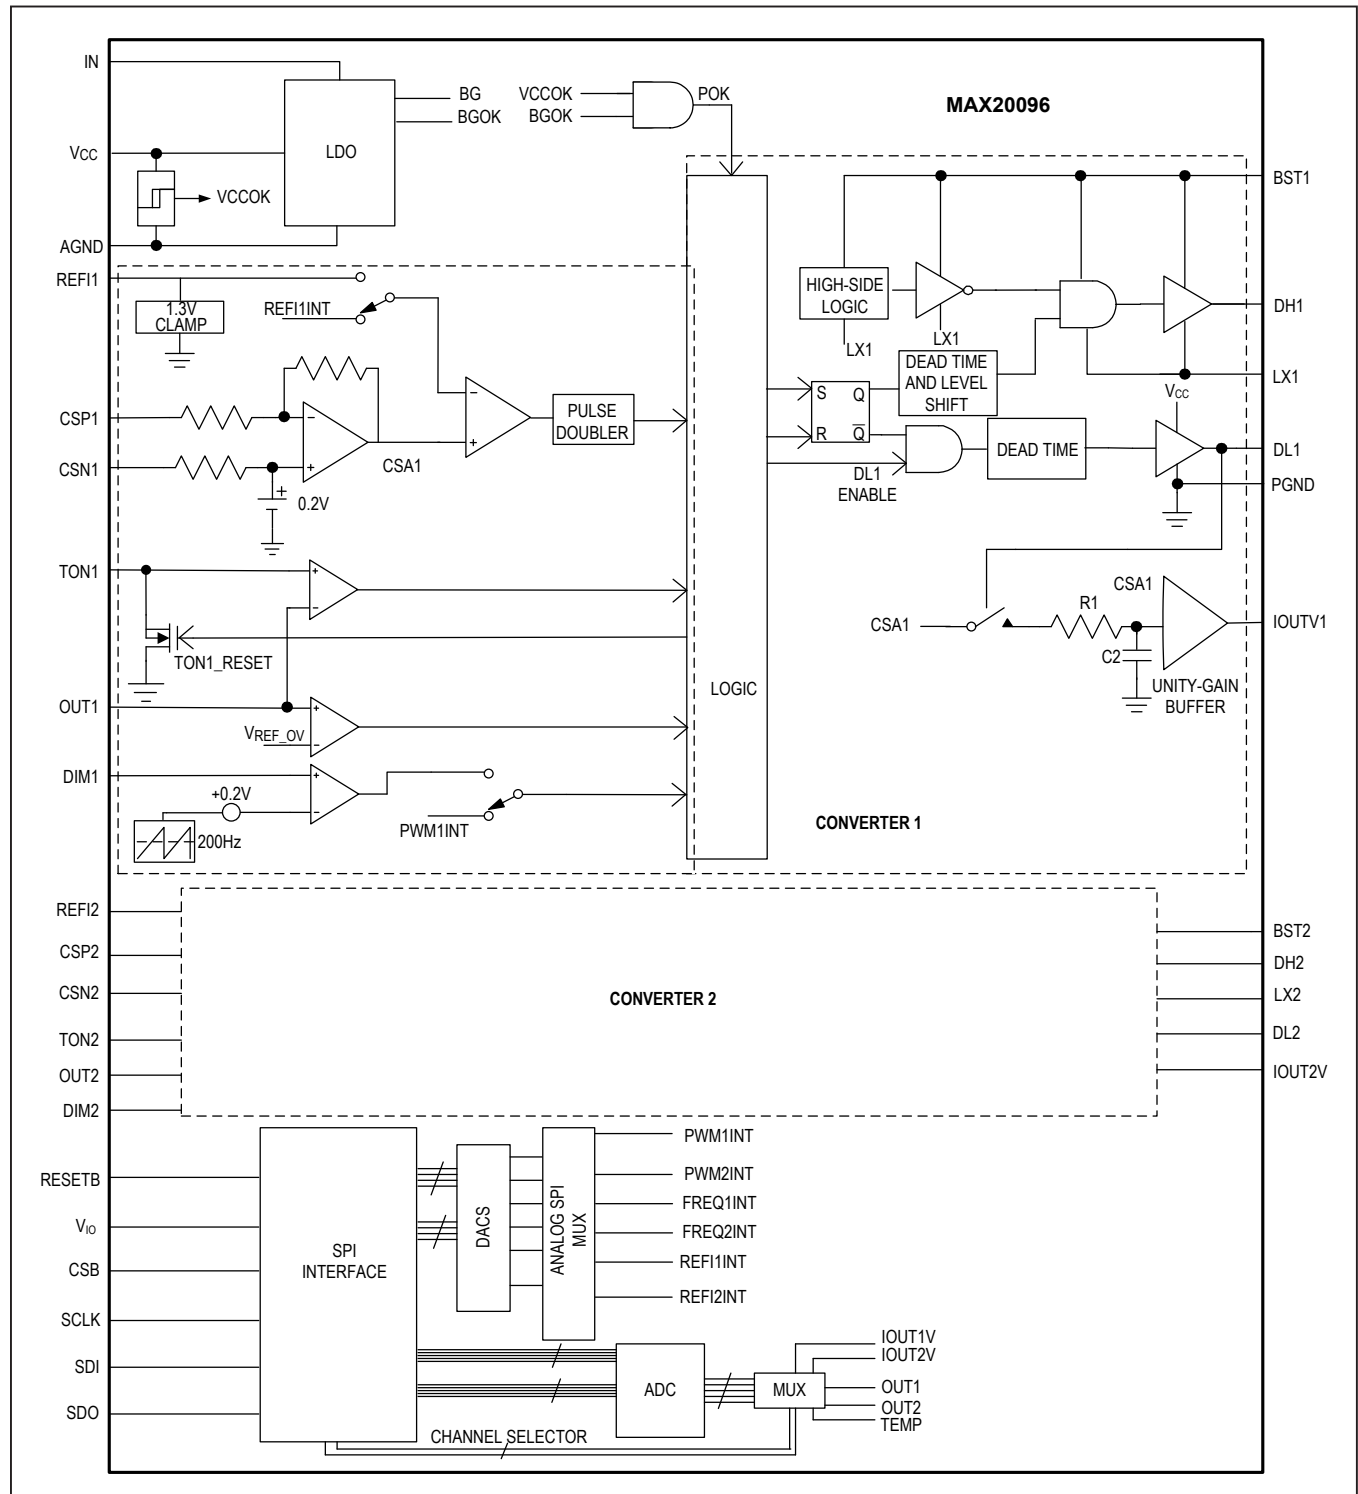 IN
BG
BGOK
VCCOK
BGOK
POK
MAX20096
LDO
VCC
VCCOK
AGND
BST1
REFI1
1.3V
CLAMP
REFI1INT
HIGH-SIDE
LOGIC
LX1
LX1
DH1
DEAD TIME
AND LEVEL
SHIFT
LX1
VCC
CSP1
-
+
CSA1
-
+
PULSE
DOUBLER
S Q
R Q̅
DEAD TIME
DL1
CSN1
+
0.2V
DL1
ENABLE
PGND
TON1
+
-
TON1_RESET
CSA1
R1
C2
CSA1
UNITY-GAIN
BUFFER
IOUTV1
LOGIC
OUT1
+
VREF_OV
-
DIM1
+
+0.2V
-
200Hz
PWM1INT
CONVERTER 1
REFI2
CSP2
CSN2
TON2
OUT2
DIM2
CONVERTER 2
BST2
DH2
LX2
DL2
IOUT2V
RESETB
VIO
CSB
SCLK
SDI
SDO
SPI
INTERFACE
DACS
ANALOG SPI
MUX
PWM1INT
PWM2INT
FREQ1INT
FREQ2INT
REFI1INT
REFI2INT
ADC
MUX
IOUT1V
IOUT2V
OUT1
OUT2
TEMP
CHANNEL SELECTOR